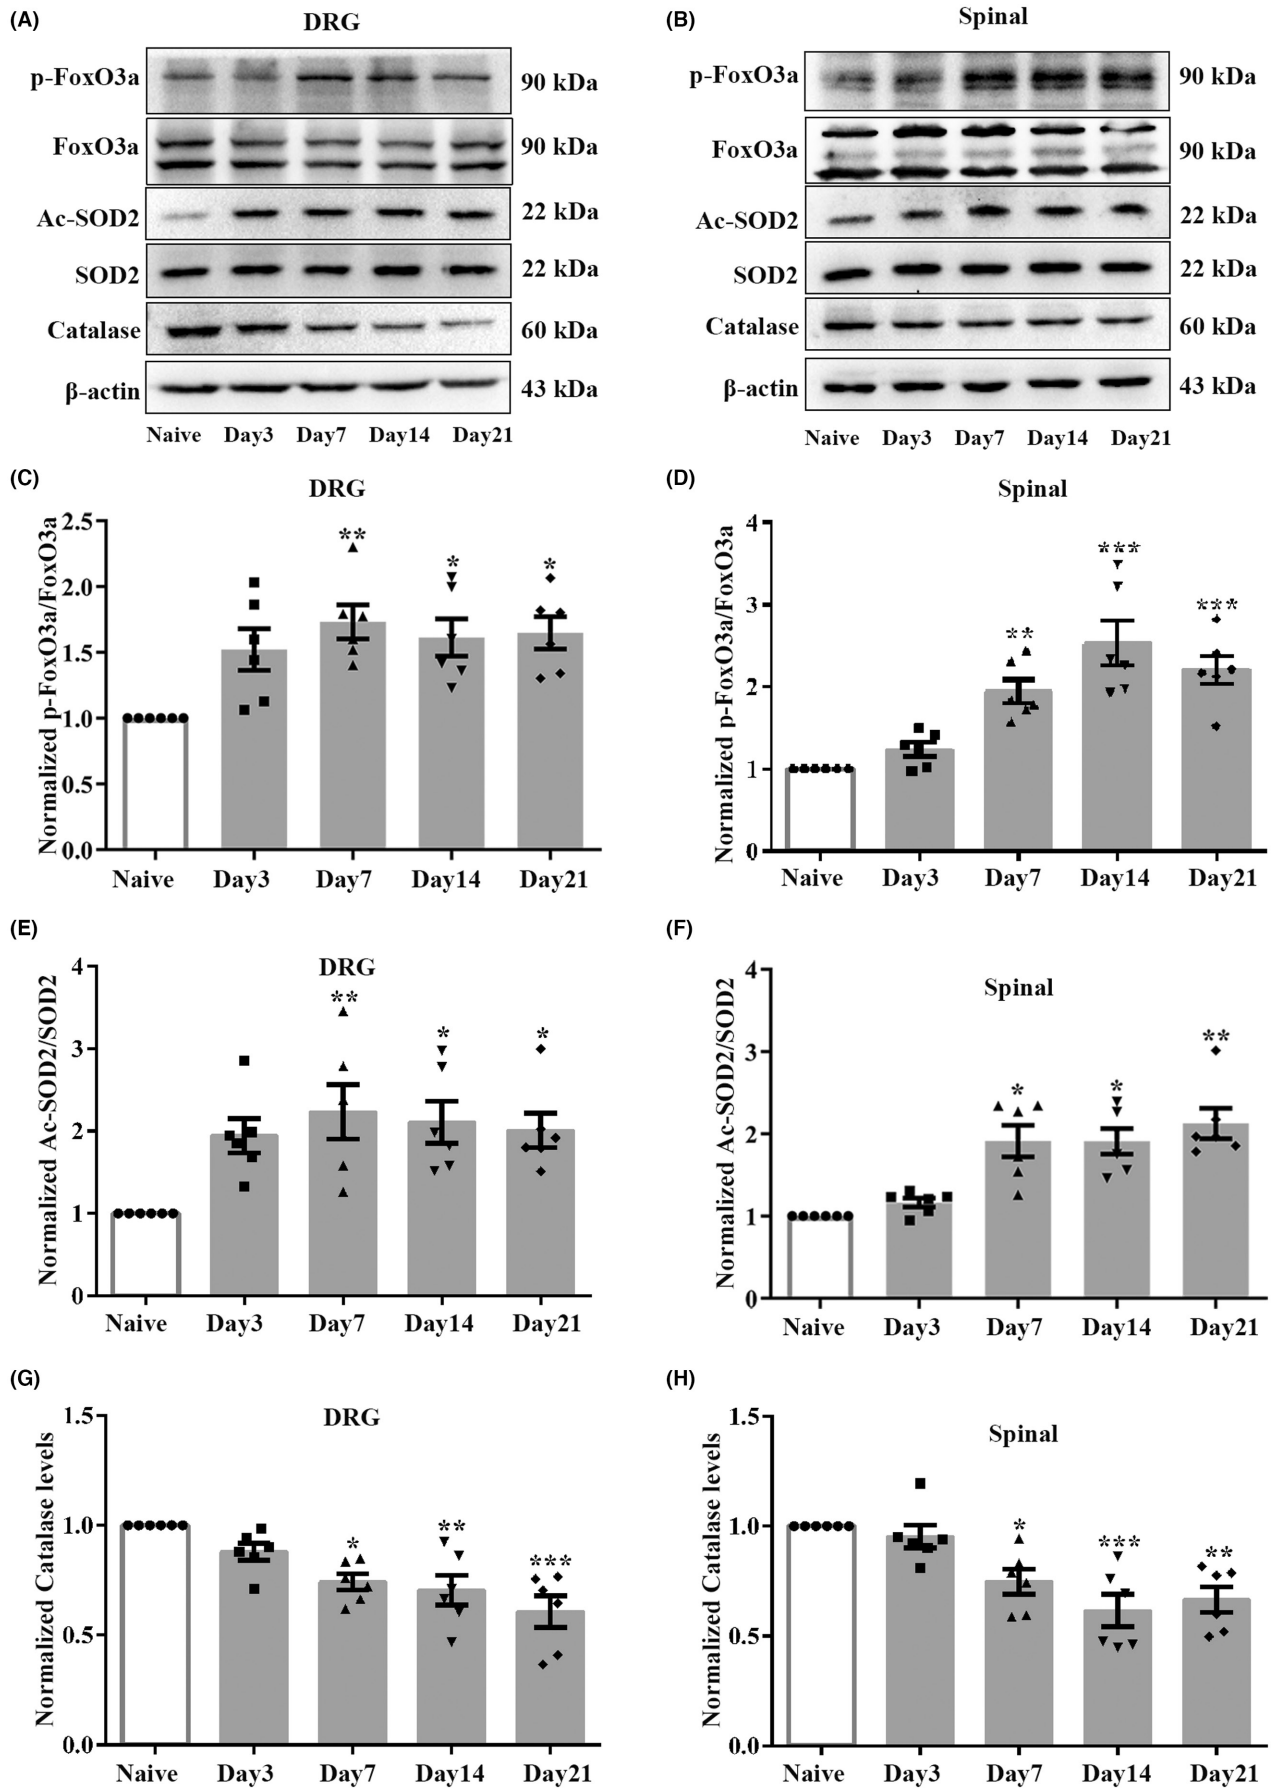 (A)
DRG
p-FoxO3a 90 kDa
FoxO3a 90 kDa
Ac-SOD2 22 kDa
SOD2 22 kDa
Catalase 60 kDa
β-actin 43 kDa
Naive Day3 Day7 Day14 Day21
(B)
Spinal
p-FoxO3a 90 kDa
FoxO3a 90 kDa
Ac-SOD2 22 kDa
SOD2 22 kDa
Catalase 60 kDa
β-actin 43 kDa
Naive Day3 Day7 Day14 Day21
(C)
DRG
Normalized p-FoxO3a/FoxO3a
2.5
2.0
1.5
1.0
0.5
0.0
** * *
Naive Day3 Day7 Day14 Day21
(D)
Spinal
Normalized p-FoxO3a/FoxO3a
4
3
2
1
0
** *** ***
Naive Day3 Day7 Day14 Day21
(E)
DRG
Normalized Ac-SOD2/SOD2
4
3
2
1
0
** * *
Naive Day3 Day7 Day14 Day21
(F)
Spinal
Normalized Ac-SOD2/SOD2
4
3
2
1
0
* * **
Naive Day3 Day7 Day14 Day21
(G)
DRG
Normalized Catalase levels
1.5
1.0
0.5
0.0
* ** ***
Naive Day3 Day7 Day14 Day21
(H)
Spinal
Normalized Catalase levels
1.5
1.0
0.5
0.0
* *** **
Naive Day3 Day7 Day14 Day21